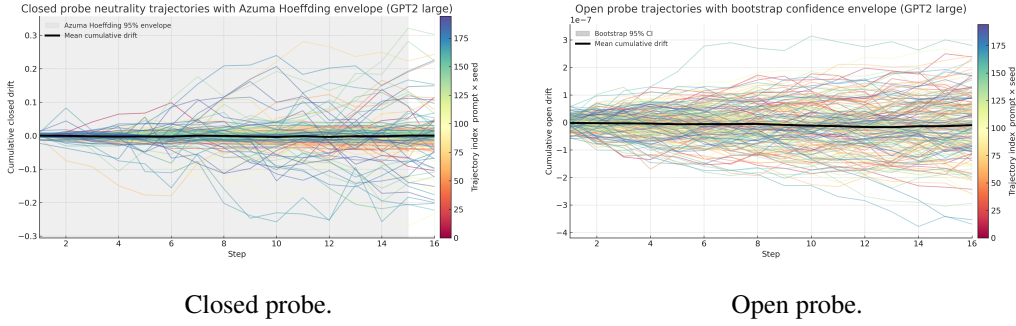 Closed probe neutrality trajectories with Azuma Hoeffding envelope (GPT2 large)
Azuma Hoeffding 95% envelope
Mean cumulative drift
Cumulative closed drift
0.3
0.2
0.1
0.0
−0.1
−0.2
−0.3
2 4 6 8 10 12 14 16
Step
175
150
125
100
75
50
25
0
Trajectory index prompt × seed
Closed probe.
Open probe trajectories with bootstrap confidence envelope (GPT2 large)
1e−7
Bootstrap 95% CI
Mean cumulative drift
Cumulative open drift
3
2
1
0
−1
−2
−3
−4
2 4 6 8 10 12 14 16
Step
175
150
125
100
75
50
25
0
Trajectory index prompt × seed
Open probe.